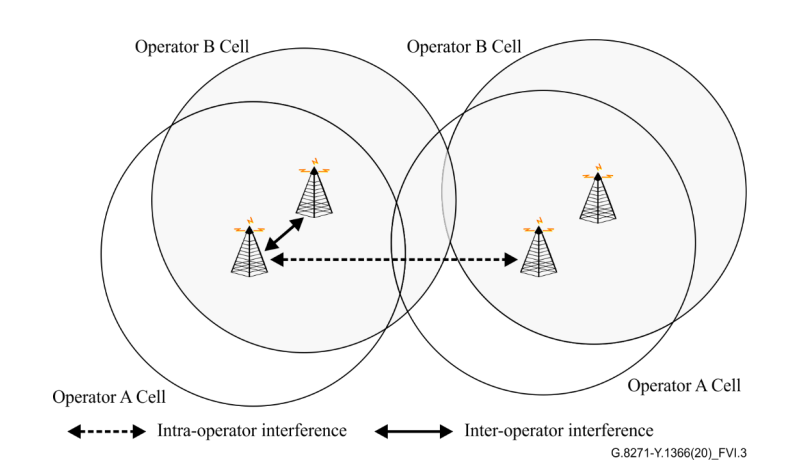 Operator B Cell
Operator B Cell
Operator A Cell
Operator A Cell
Intra-operator interference
Inter-operator interference
G.8271-Y.1366(20)_FVI.3